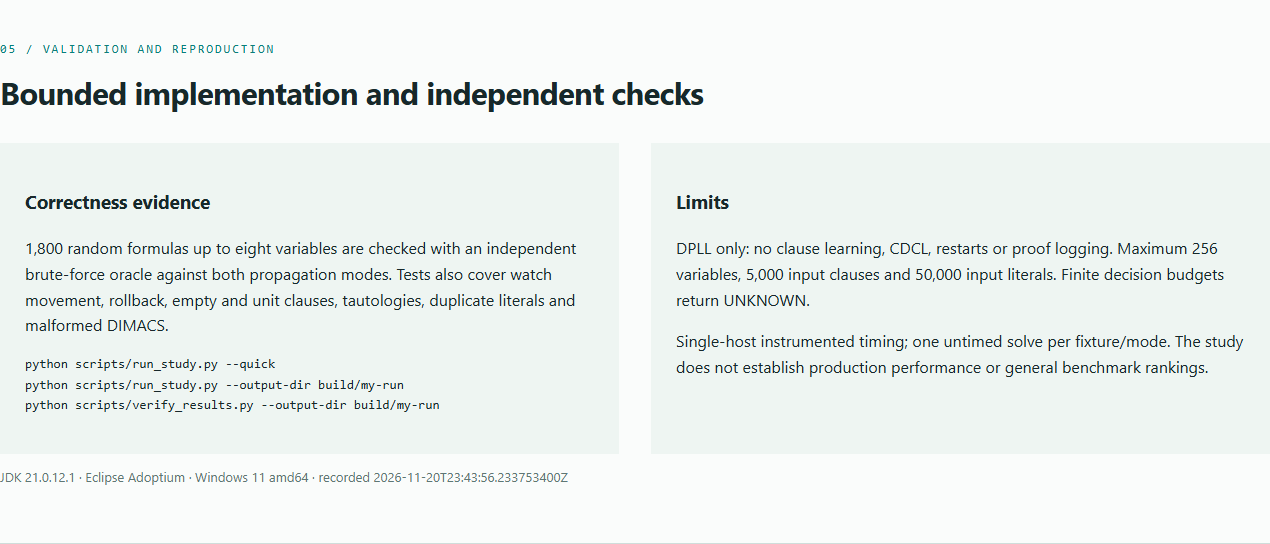 05 / VALIDATION AND REPRODUCTION
Bounded implementation and independent checks
Correctness evidence
1,800 random formulas up to eight variables are checked with an independent
brute-force oracle against both propagation modes. Tests also cover watch
movement, rollback, empty and unit clauses, tautologies, duplicate literals and
malformed DIMACS.
python scripts/run_study.py --quick
python scripts/run_study.py --output-dir build/my-run
python scripts/verify_results.py --output-dir build/my-run
Limits
DPLL only: no clause learning, CDCL, restarts or proof logging. Maximum 256
variables, 5,000 input clauses and 50,000 input literals. Finite decision budgets
return UNKNOWN.
Single-host instrumented timing; one untimed solve per fixture/mode. The study
does not establish production performance or general benchmark rankings.
JDK 21.0.12.1 · Eclipse Adoptium · Windows 11 amd64 · recorded 2026-11-20T23:43:56.233753400Z